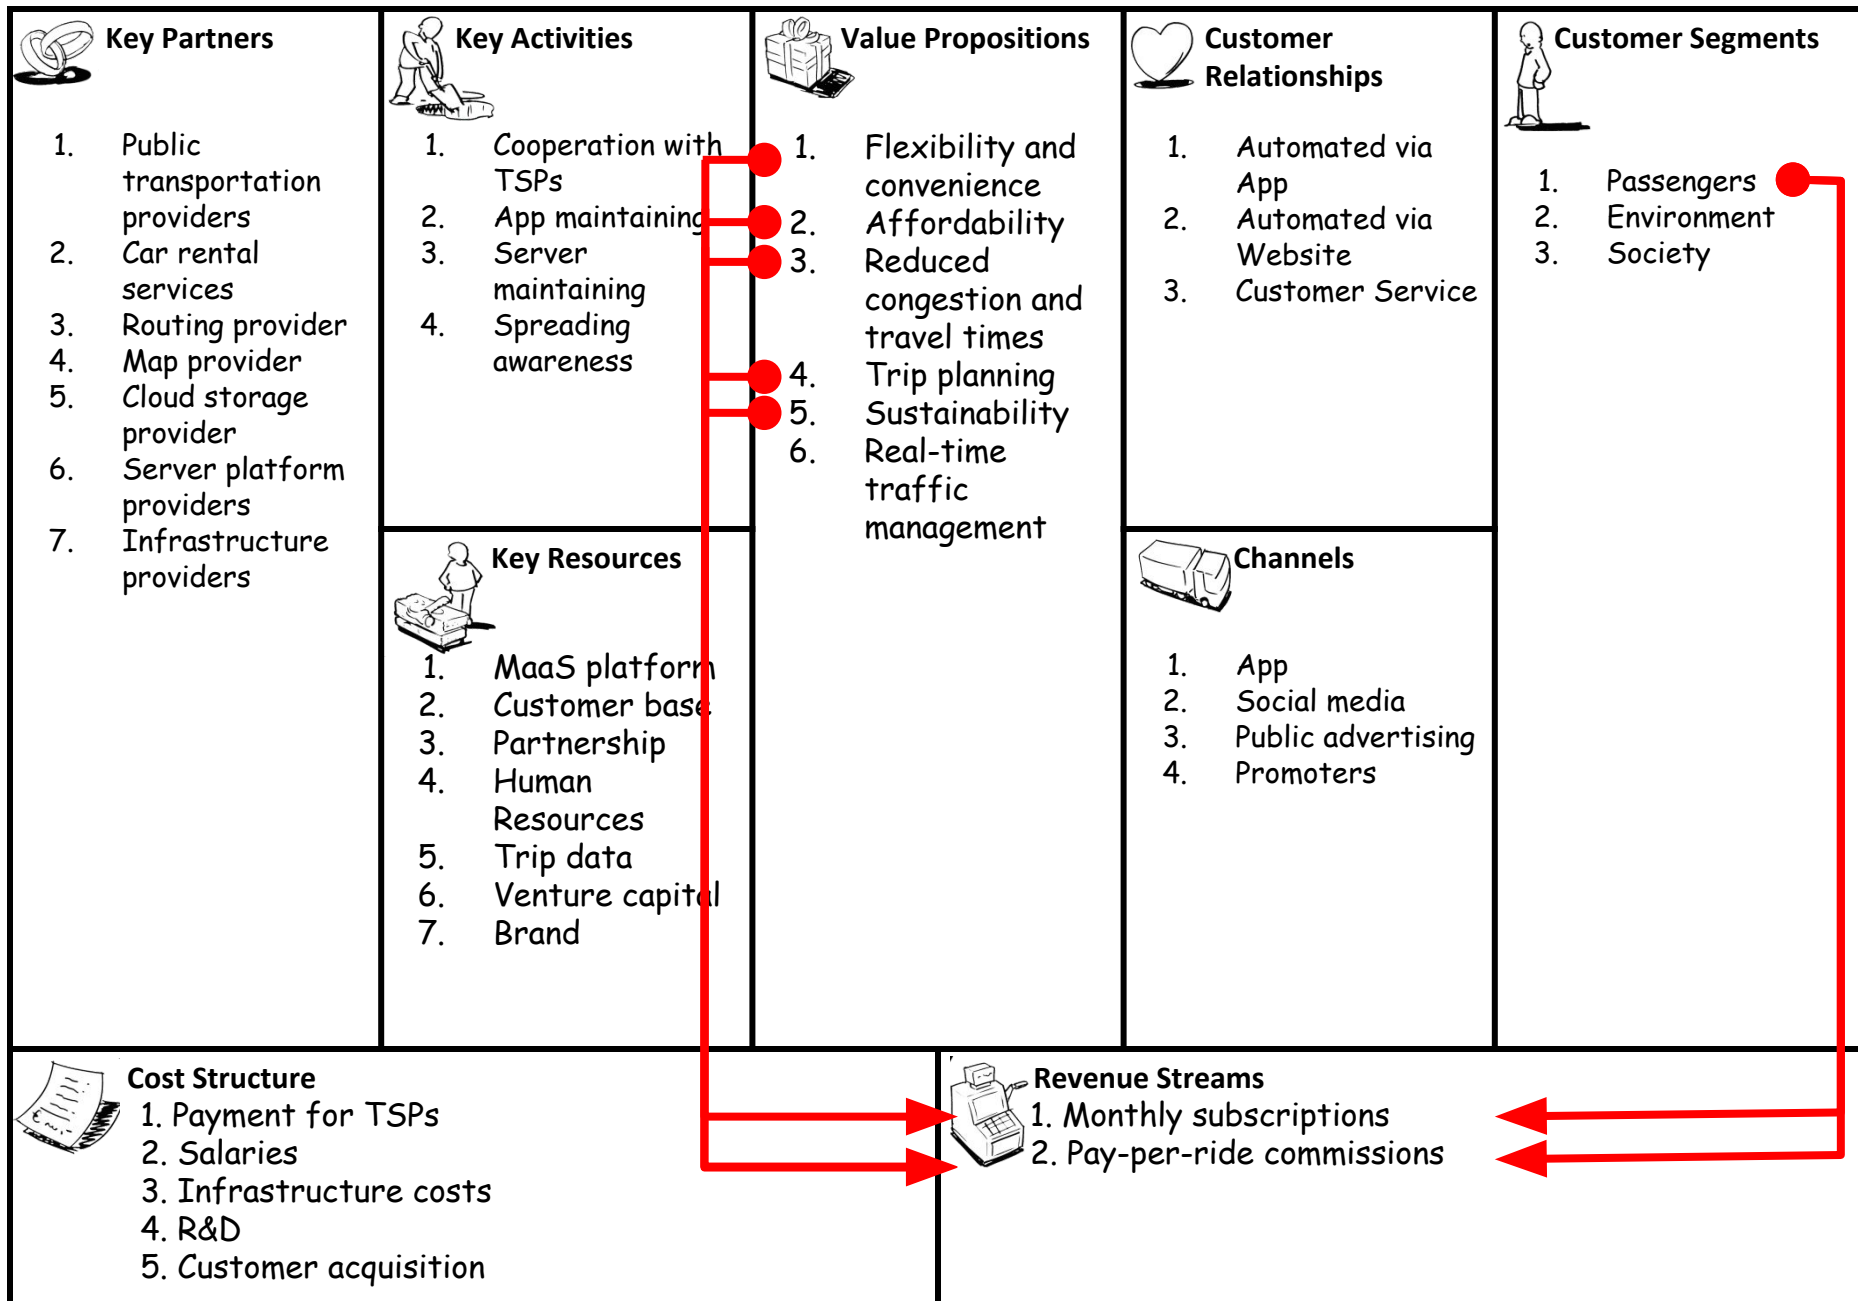 Key Partners
1. Public
transportation
providers
2. Car rental
services
3. Routing provider
4. Map provider
5. Cloud storage
provider
6. Server platform
providers
7. Infrastructure
providers
Key Activities
1. Cooperation with
TSPs
2. App maintaining
3. Server
maintaining
4. Spreading
awareness
Key Resources
1. MaaS platform
2. Customer base
3. Partnership
4. Human
Resources
5. Trip data
6. Venture capital
7. Brand
Value Propositions
1. Flexibility and
convenience
2. Affordability
3. Reduced
congestion and
travel times
4. Trip planning
5. Sustainability
6. Real-time
traffic
management
Customer
Relationships
1. Automated via
App
2. Automated via
Website
3. Customer Service
Channels
1. App
2. Social media
3. Public advertising
4. Promoters
Customer Segments
1. Passengers
2. Environment
3. Society
Cost Structure
1. Payment for TSPs
2. Salaries
3. Infrastructure costs
4. R&D
5. Customer acquisition
Revenue Streams
1. Monthly subscriptions
2. Pay-per-ride commissions